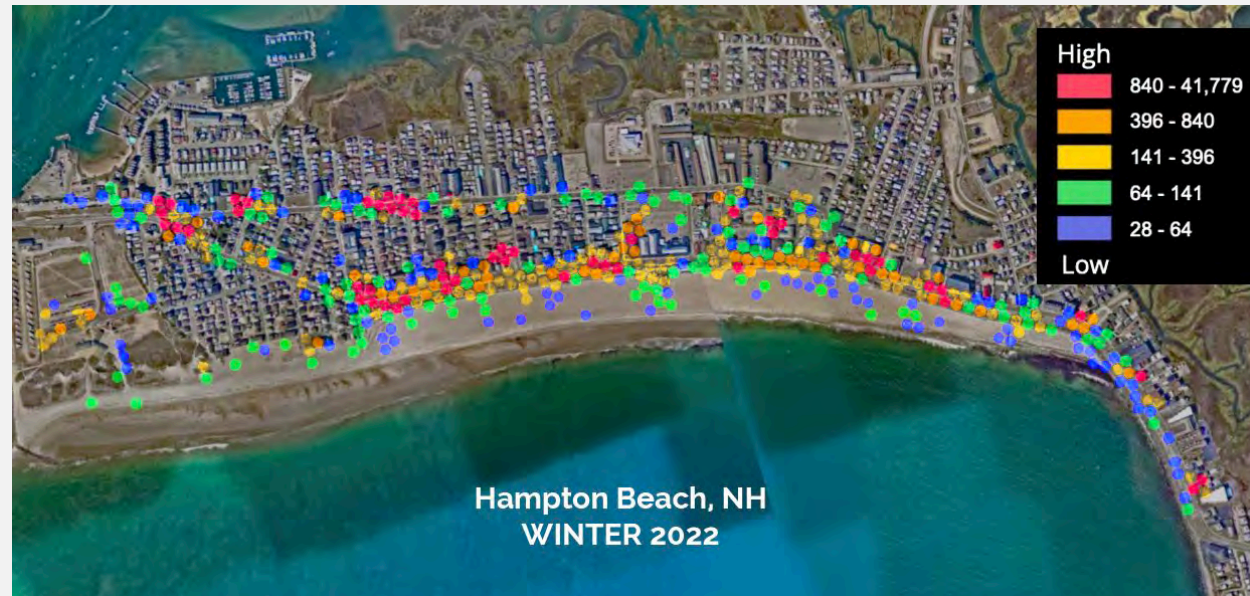 High
840 - 41,779
396 - 840
141 - 396
64 - 141
28 - 64
Low
Hampton Beach, NH
WINTER 2022